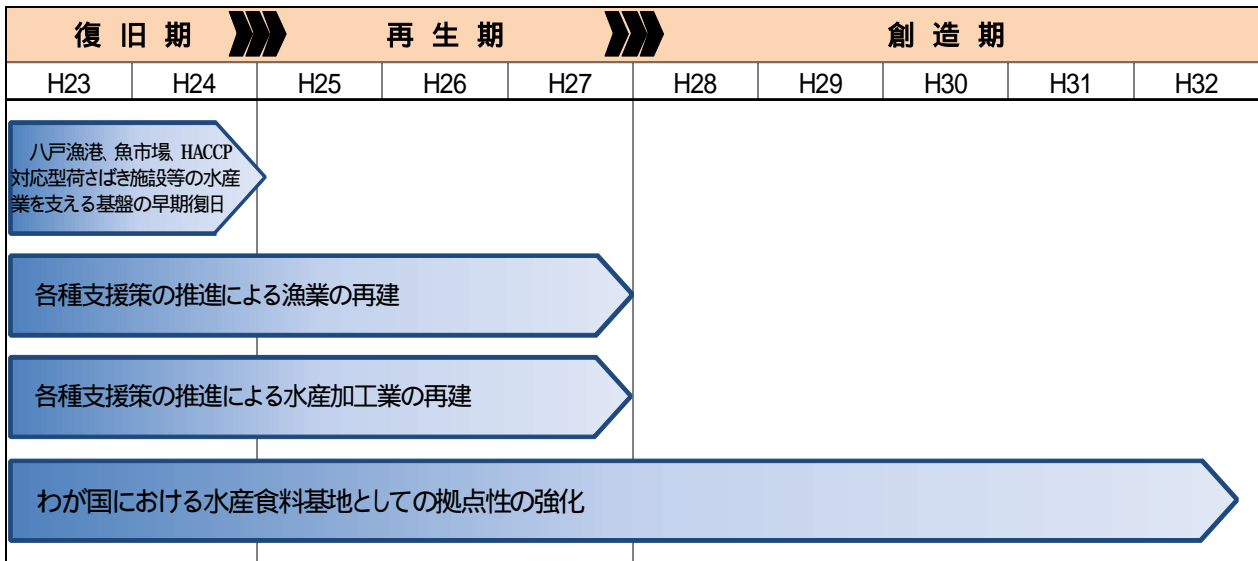 復旧期 再生期 創造期
H23 H24 H25 H26 H27 H28 H29 H30 H31 H32
八戸漁港、魚市場、HACCP
対応型荷さばき施設等の水産
業を支える基盤の早期復旧
各種支援策の推進による漁業の再建
各種支援策の推進による水産加工業の再建
わが国における水産食料基地としての拠点性の強化